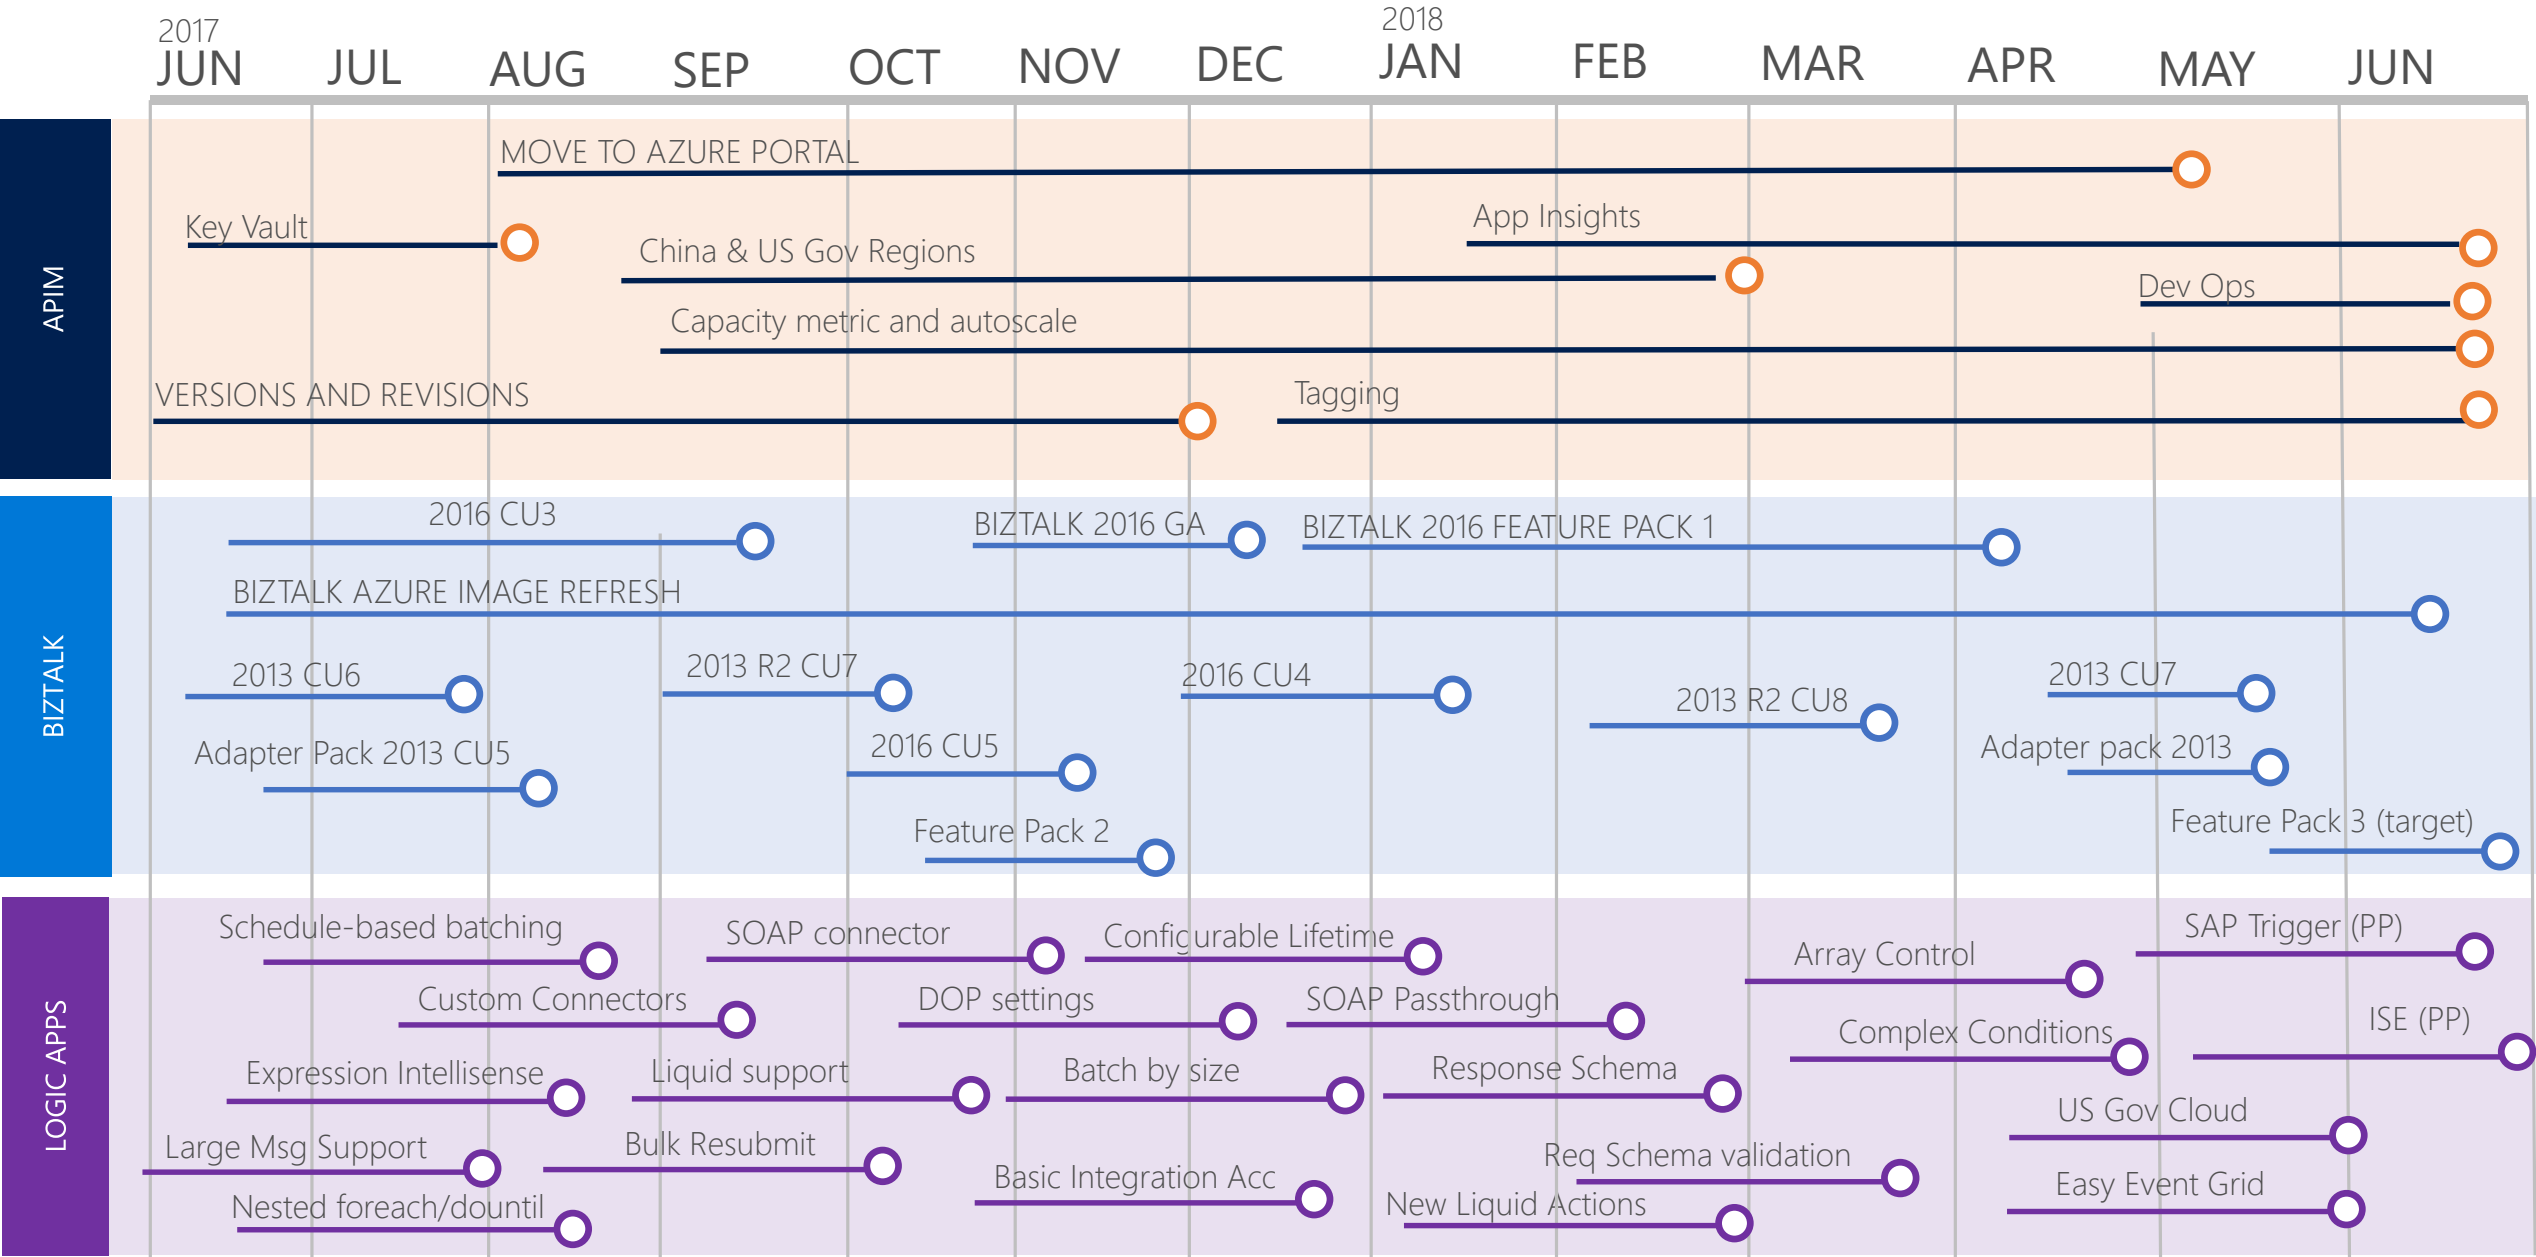 2017
2018
JUN JUL AUG SEP OCT NOV DEC JAN FEB MAR APR MAY JUN
APIM
MOVE TO AZURE PORTAL
Key Vault
App Insights
China & US Gov Regions
Dev Ops
Capacity metric and autoscale
VERSIONS AND REVISIONS
Tagging
BIZTALK
2016 CU3
BIZTALK 2016 GA
BIZTALK 2016 FEATURE PACK 1
BIZTALK AZURE IMAGE REFRESH
2013 CU6
2013 R2 CU7
2016 CU4
2013 R2 CU8
2013 CU7
Adapter Pack 2013 CU5
2016 CU5
Adapter pack 2013
Feature Pack 2
Feature Pack 3 (target)
LOGIC APPS
Schedule-based batching
SOAP connector
Configurable Lifetime
Array Control
SAP Trigger (PP)
Custom Connectors
DOP settings
SOAP Passthrough
Complex Conditions
ISE (PP)
Expression Intellisense
Liquid support
Batch by size
Response Schema
US Gov Cloud
Large Msg Support
Bulk Resubmit
Basic Integration Acc
Req Schema validation
Easy Event Grid
Nested foreach/dountil
New Liquid Actions